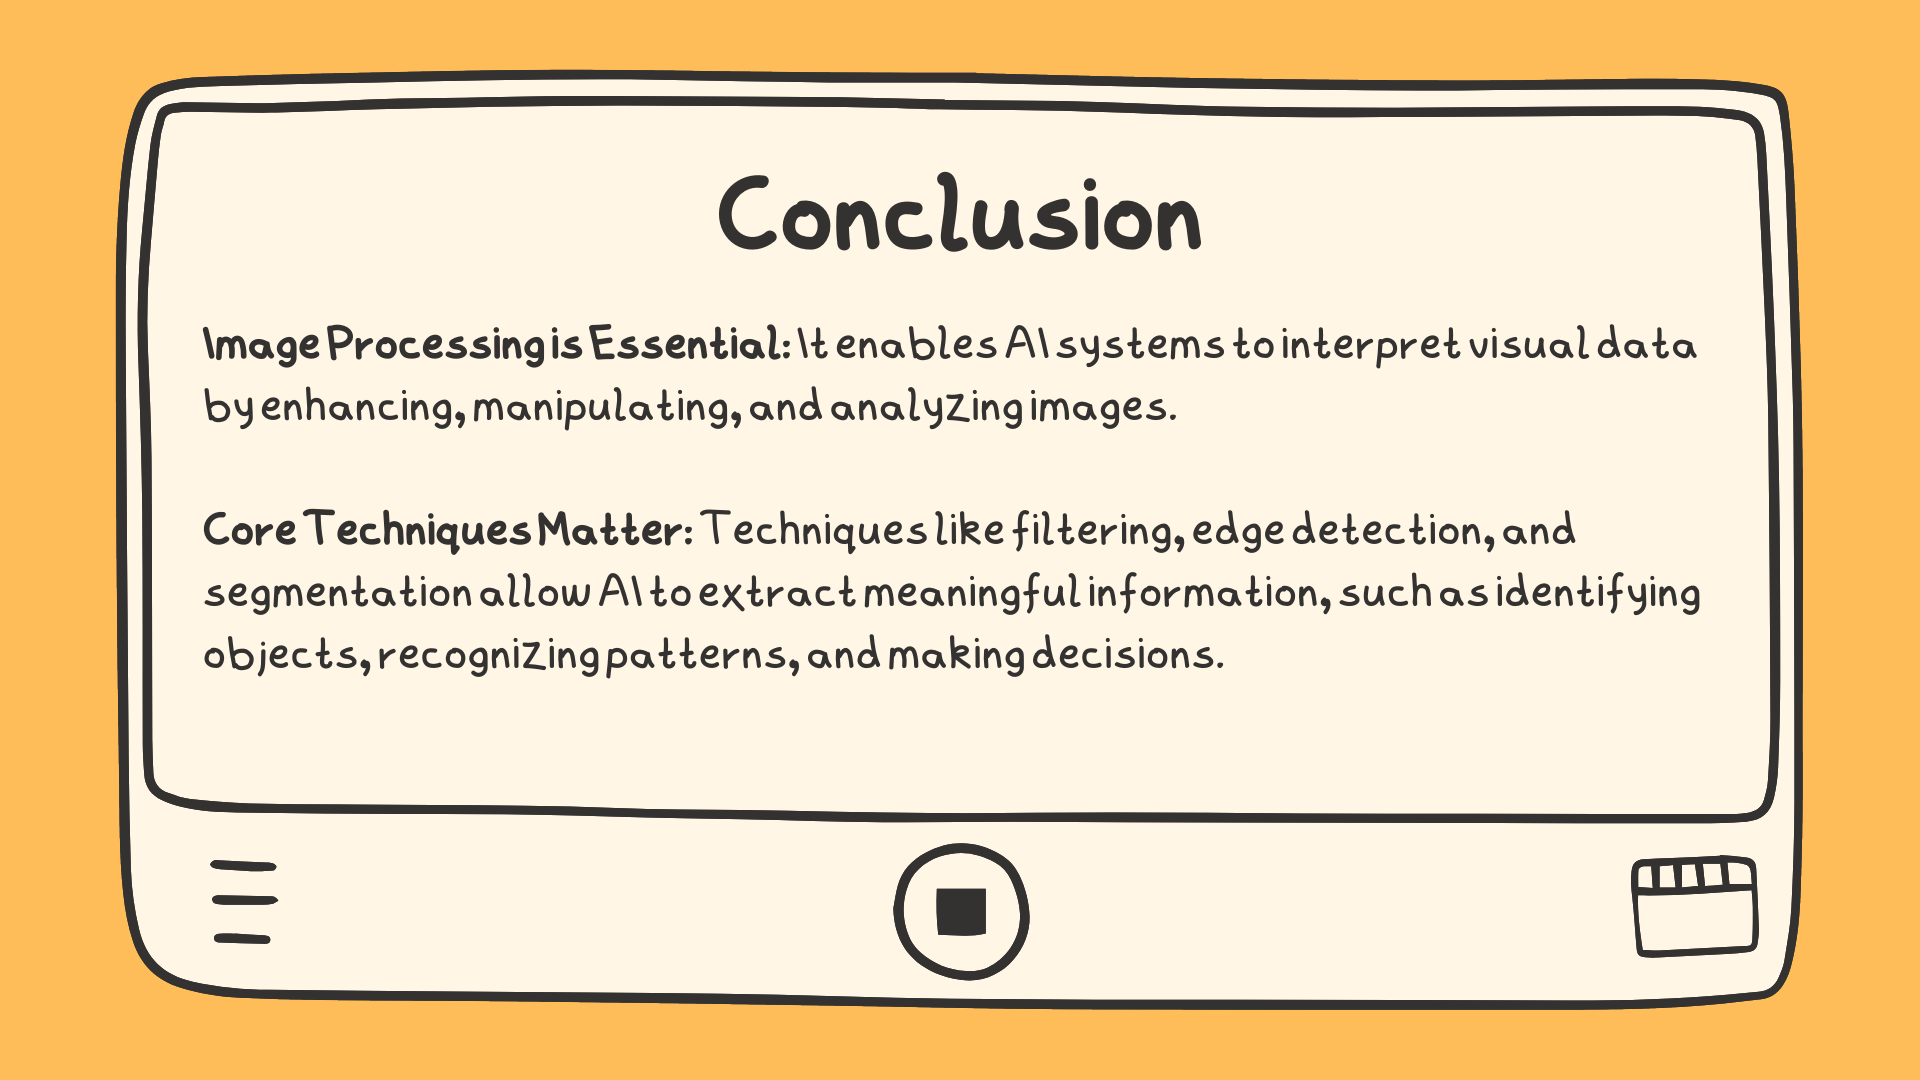 Conclusion
Image Processing is Essential: It enables AI systems to interpret visual data
by enhancing, manipulating, and analyzing images.
Core Techniques Matter: Techniques like filtering, edge detection, and
segmentation allow AI to extract meaningful information, such as identifying
objects, recognizing patterns, and making decisions.